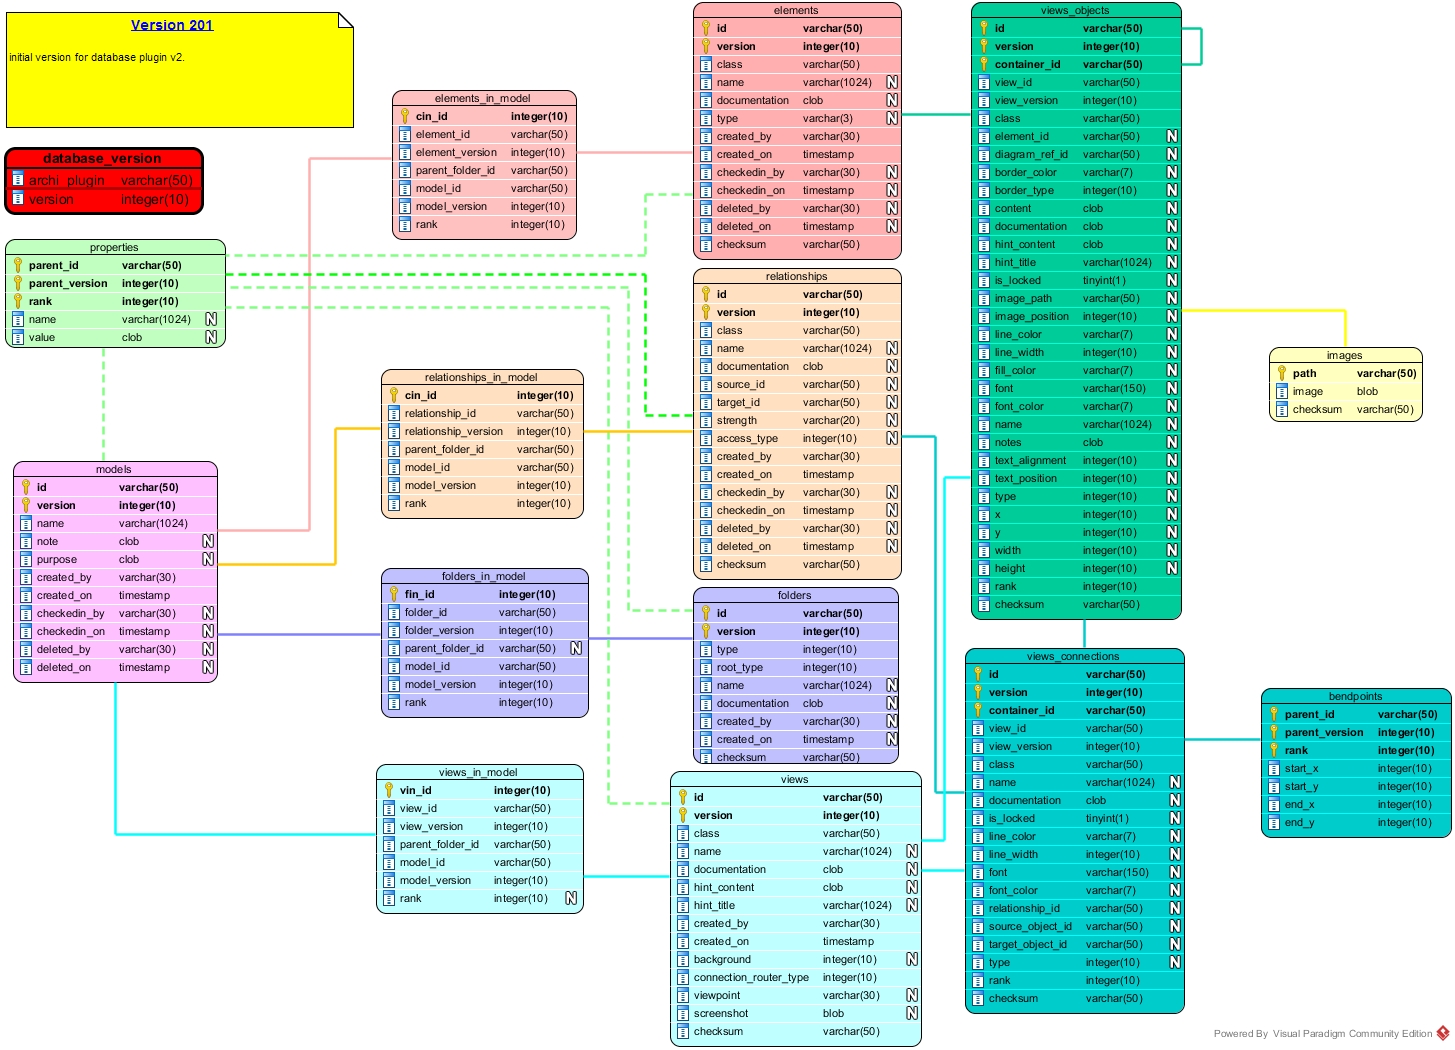 Version 201
initial version for database plugin v2.
database_version
archi_plugin varchar(50)
version integer(10)
properties
parent_id varchar(50)
parent_version integer(10)
rank integer(10)
name varchar(1024) N
value clob N
models
id varchar(50)
version integer(10)
name varchar(1024)
note clob N
purpose clob N
created_by varchar(30)
created_on timestamp
checkedin_by varchar(30) N
checkedin_on timestamp N
deleted_by varchar(30) N
deleted_on timestamp N
elements_in_model
cin_id integer(10)
element_id varchar(50)
element_version integer(10)
parent_folder_id varchar(50)
model_id varchar(50)
model_version integer(10)
rank integer(10)
relationships_in_model
cin_id integer(10)
relationship_id varchar(50)
relationship_version integer(10)
parent_folder_id varchar(50)
model_id varchar(50)
model_version integer(10)
rank integer(10)
folders_in_model
fin_id integer(10)
folder_id varchar(50)
folder_version integer(10)
parent_folder_id varchar(50) N
model_id varchar(50)
model_version integer(10)
rank integer(10)
views_in_model
vin_id integer(10)
view_id varchar(50)
view_version integer(10)
parent_folder_id varchar(50)
model_id varchar(50)
model_version integer(10)
rank integer(10) N
elements
id varchar(50)
version integer(10)
class varchar(50)
name varchar(1024) N
documentation clob N
type varchar(3) N
created_by varchar(30)
created_on timestamp
checkedin_by varchar(30) N
checkedin_on timestamp N
deleted_by varchar(30) N
deleted_on timestamp N
checksum varchar(50)
relationships
id varchar(50)
version integer(10)
class varchar(50)
name varchar(1024) N
documentation clob N
source_id varchar(50) N
target_id varchar(50) N
strength varchar(20) N
access_type integer(10) N
created_by varchar(30)
created_on timestamp
checkedin_by varchar(30) N
checkedin_on timestamp N
deleted_by varchar(30) N
deleted_on timestamp N
checksum varchar(50)
folders
id varchar(50)
version integer(10)
type integer(10)
root_type integer(10)
name varchar(1024) N
documentation clob N
created_by varchar(30) N
created_on timestamp N
checksum varchar(50)
views
id varchar(50)
version integer(10)
class varchar(50)
name varchar(1024) N
documentation clob N
hint_content clob N
hint_title varchar(1024) N
created_by varchar(30)
created_on timestamp
background integer(10) N
connection_router_type integer(10)
viewpoint varchar(30) N
screenshot blob N
checksum varchar(50)
views_objects
id varchar(50)
version integer(10)
container_id varchar(50)
view_id varchar(50)
view_version integer(10)
class varchar(50)
element_id varchar(50) N
diagram_ref_id varchar(50) N
border_color varchar(7) N
border_type integer(10) N
content clob N
documentation clob N
hint_content clob N
hint_title varchar(1024) N
is_locked tinyint(1) N
image_path varchar(50) N
image_position integer(10) N
line_color varchar(7) N
line_width integer(10) N
fill_color varchar(7) N
font varchar(150) N
font_color varchar(7) N
name varchar(1024) N
notes clob N
text_alignment integer(10) N
text_position integer(10) N
type integer(10) N
x integer(10) N
y integer(10) N
width integer(10) N
height integer(10) N
rank integer(10)
checksum varchar(50)
views_connections
id varchar(50)
version integer(10)
container_id varchar(50)
view_id varchar(50)
view_version integer(10)
class varchar(50)
name varchar(1024) N
documentation clob N
is_locked tinyint(1) N
line_color varchar(7) N
line_width integer(10) N
font varchar(150) N
font_color varchar(7) N
relationship_id varchar(50) N
source_object_id varchar(50) N
target_object_id varchar(50) N
type integer(10) N
rank integer(10)
checksum varchar(50)
images
path varchar(50)
image blob
checksum varchar(50)
bendpoints
parent_id varchar(50)
parent_version integer(10)
rank integer(10)
start_x integer(10)
start_y integer(10)
end_x integer(10)
end_y integer(10)
Powered By Visual Paradigm Community Edition